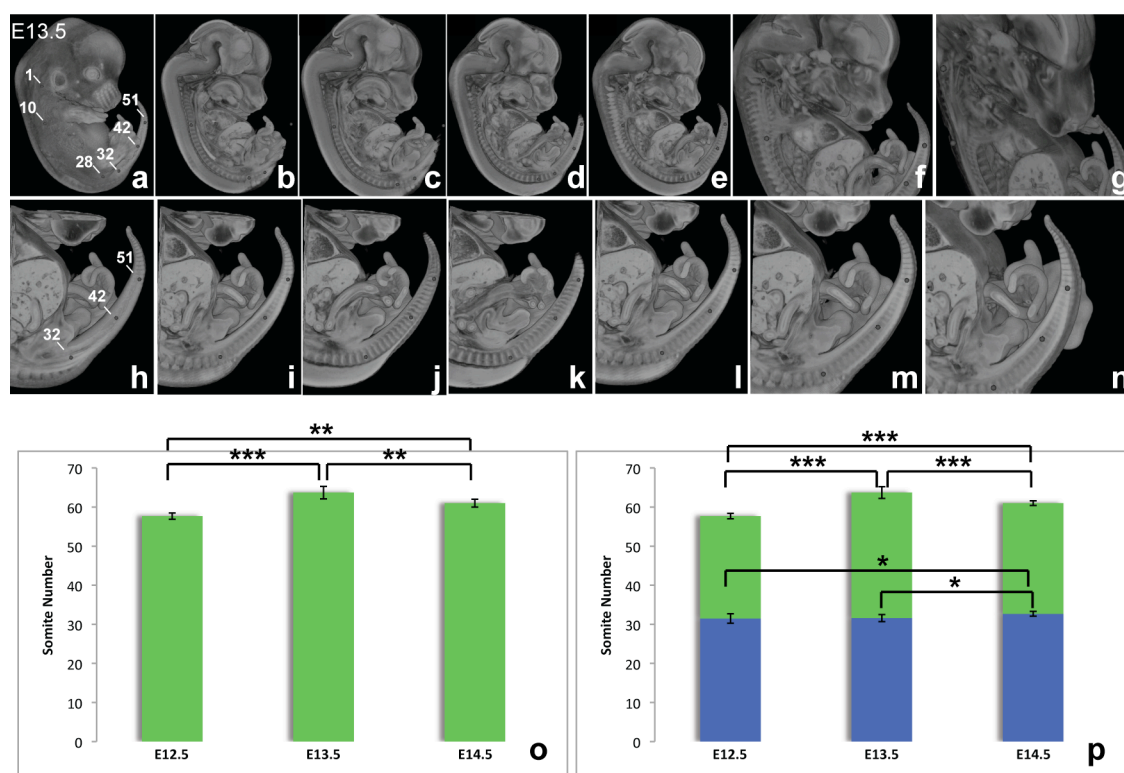 E13.5
1
10
28
32
42
51
a
b
c
d
e
f
g
32
42
51
h
i
j
k
l
m
n
**
***
**
70
60
50
40
30
20
10
0
Somite Number
E12.5
E13.5
E14.5
o
***
***
***
*
*
70
60
50
40
30
20
10
0
Somite Number
E12.5
E13.5
E14.5
p